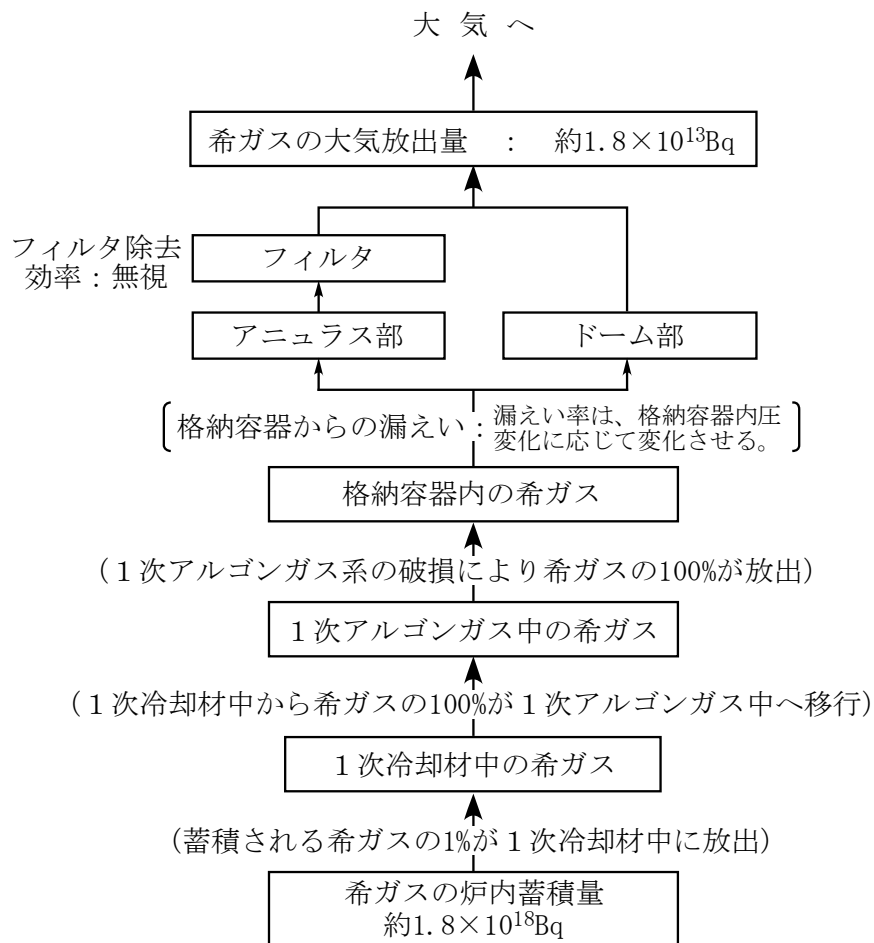 大 気 へ
希ガスの大気放出量 : 約1.8×10¹³Bq
フィルタ除去
効率:無視
フィルタ
アニュラス部
ドーム部
格納容器からの漏えい:漏えい率は、格納容器内圧
変化に応じて変化させる。
格納容器内の希ガス
(1次アルゴンガス系の破損により希ガスの100%が放出)
1次アルゴンガス中の希ガス
(1次冷却材中から希ガスの100%が1次アルゴンガス中へ移行)
1次冷却材中の希ガス
(蓄積される希ガスの1%が1次冷却材中に放出)
希ガスの炉内蓄積量
約1.8×10¹⁸Bq